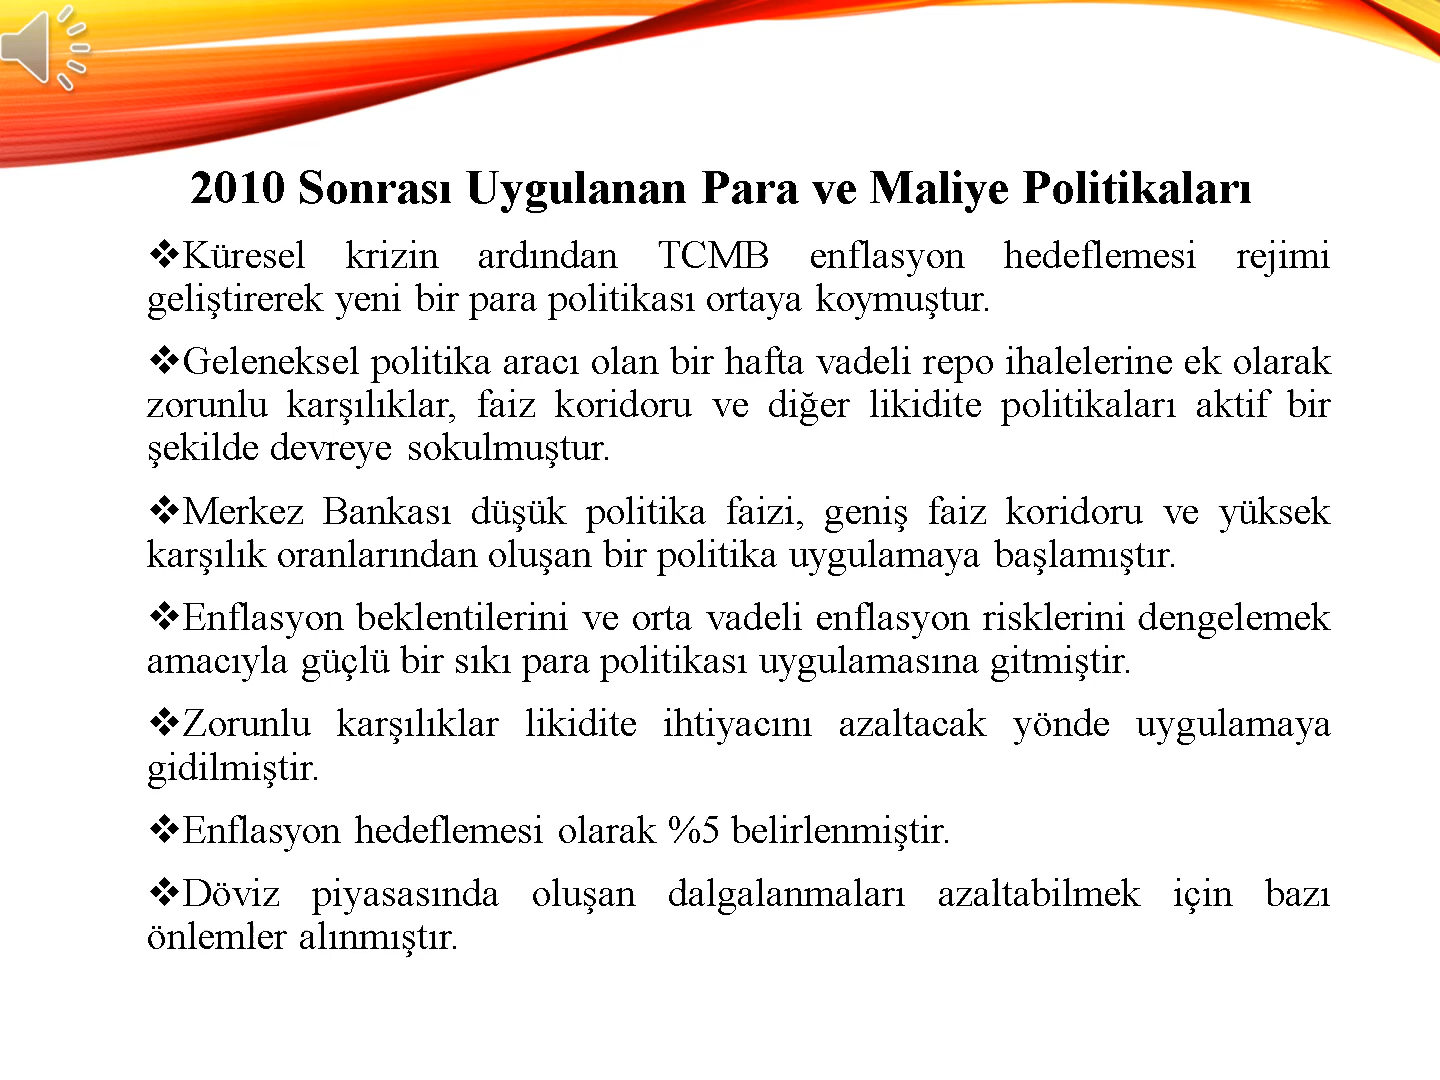 2010 Sonrası Uygulanan Para ve Maliye Politikaları
❖Küresel krizin ardından TCMB enflasyon hedeflemesi rejimi
geliştirerek yeni bir para politikası ortaya koymuştur.
❖Geleneksel politika aracı olan bir hafta vadeli repo ihalelerine ek olarak
zorunlu karşılıklar, faiz koridoru ve diğer likidite politikaları aktif bir
şekilde devreye sokulmuştur.
❖Merkez Bankası düşük politika faizi, geniş faiz koridoru ve yüksek
karşılık oranlarından oluşan bir politika uygulamaya başlamıştır.
❖Enflasyon beklentilerini ve orta vadeli enflasyon risklerini dengelemek
amacıyla güçlü bir sıkı para politikası uygulamasına gitmiştir.
❖Zorunlu karşılıklar likidite ihtiyacını azaltacak yönde uygulamaya
gidilmiştir.
❖Enflasyon hedeflemesi olarak %5 belirlenmiştir.
❖Döviz piyasasında oluşan dalgalanmaları azaltabilmek için bazı
önlemler alınmıştır.